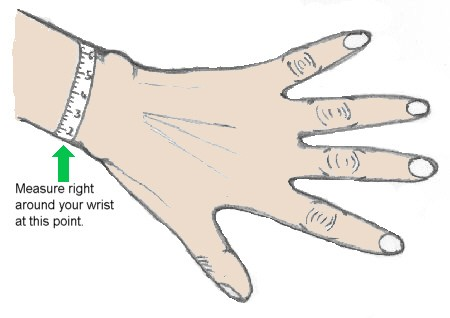 Measure right
around your wrist
at this point.